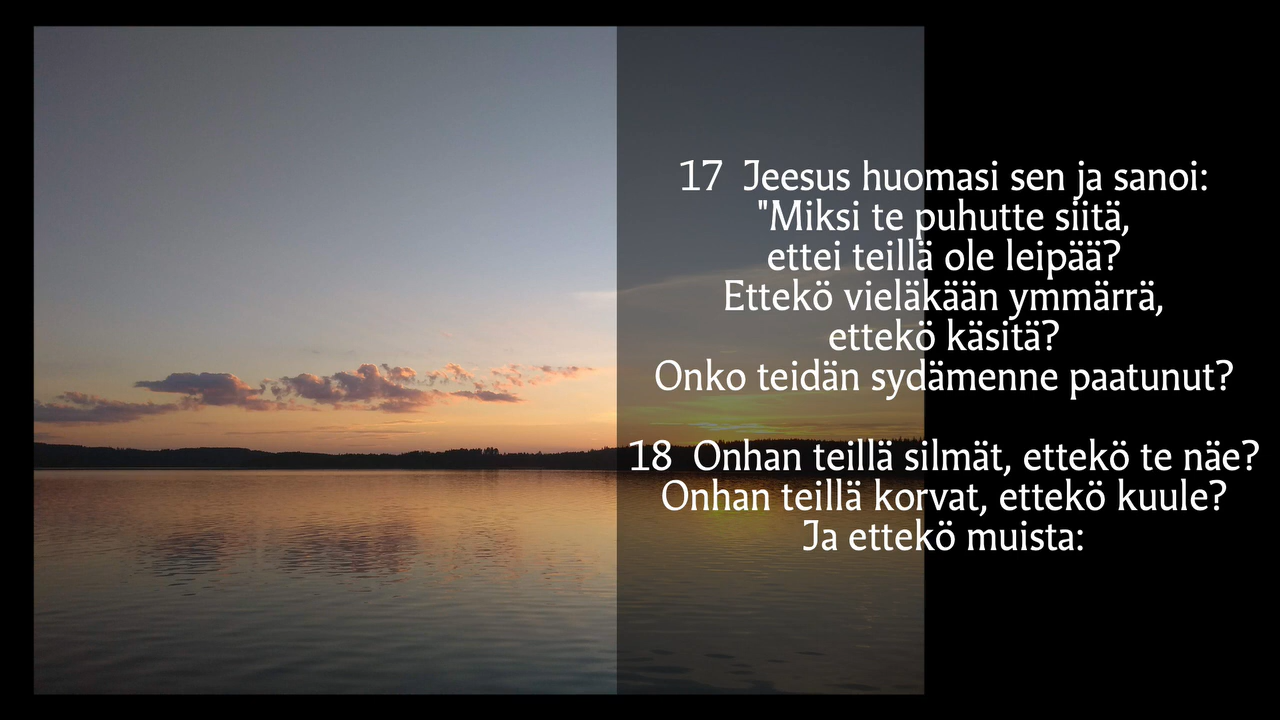 17 Jeesus huomasi sen ja sanoi:
"Miksi te puhutte siitä,
ettei teillä ole leipää?
Ettekö vieläkään ymmärrä,
ettekö käsitä?
Onko teidän sydämenne paatunut?
18 Onhan teillä silmät, ettekö te näe?
Onhan teillä korvat, ettekö kuule?
Ja ettekö muista: